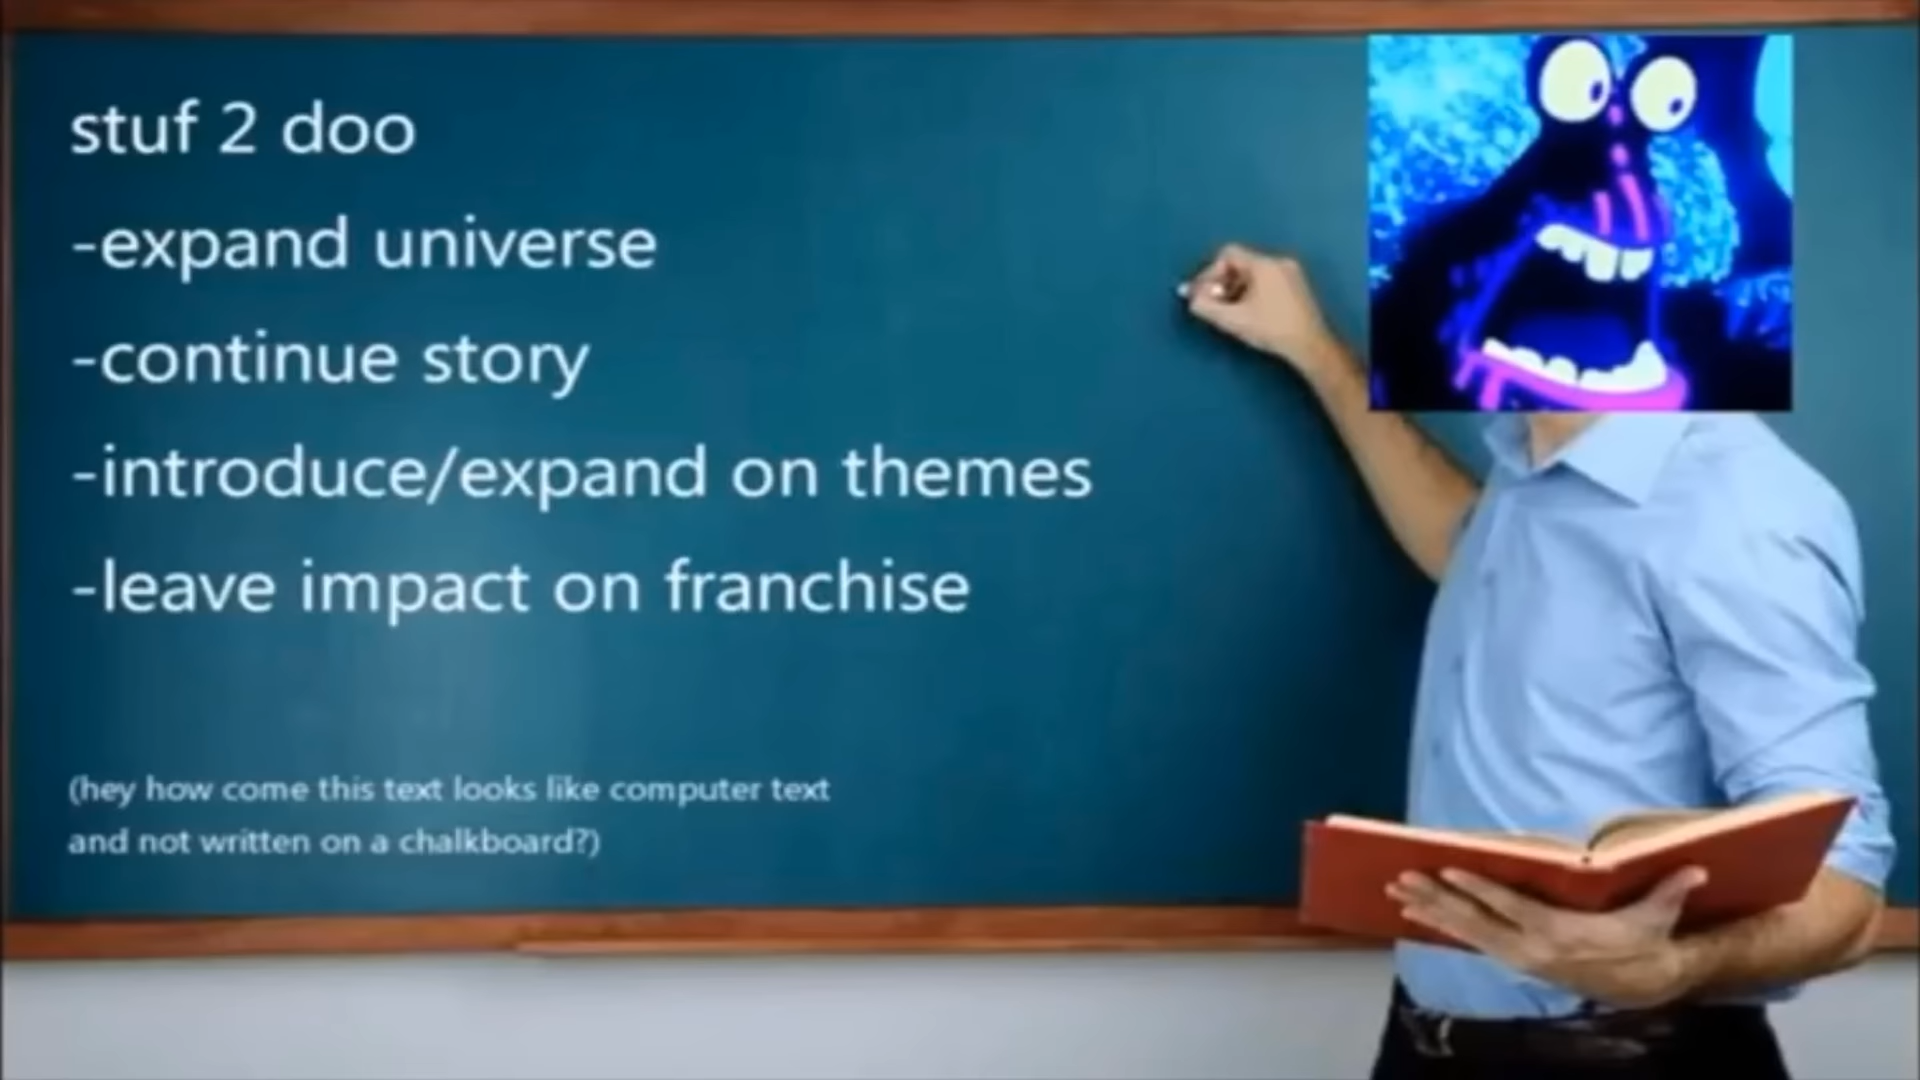 stuf 2 doo
-expand universe
-continue story
-introduce/expand on themes
-leave impact on franchise
(hey how come this text looks like computer text
and not written on a chalkboard?)